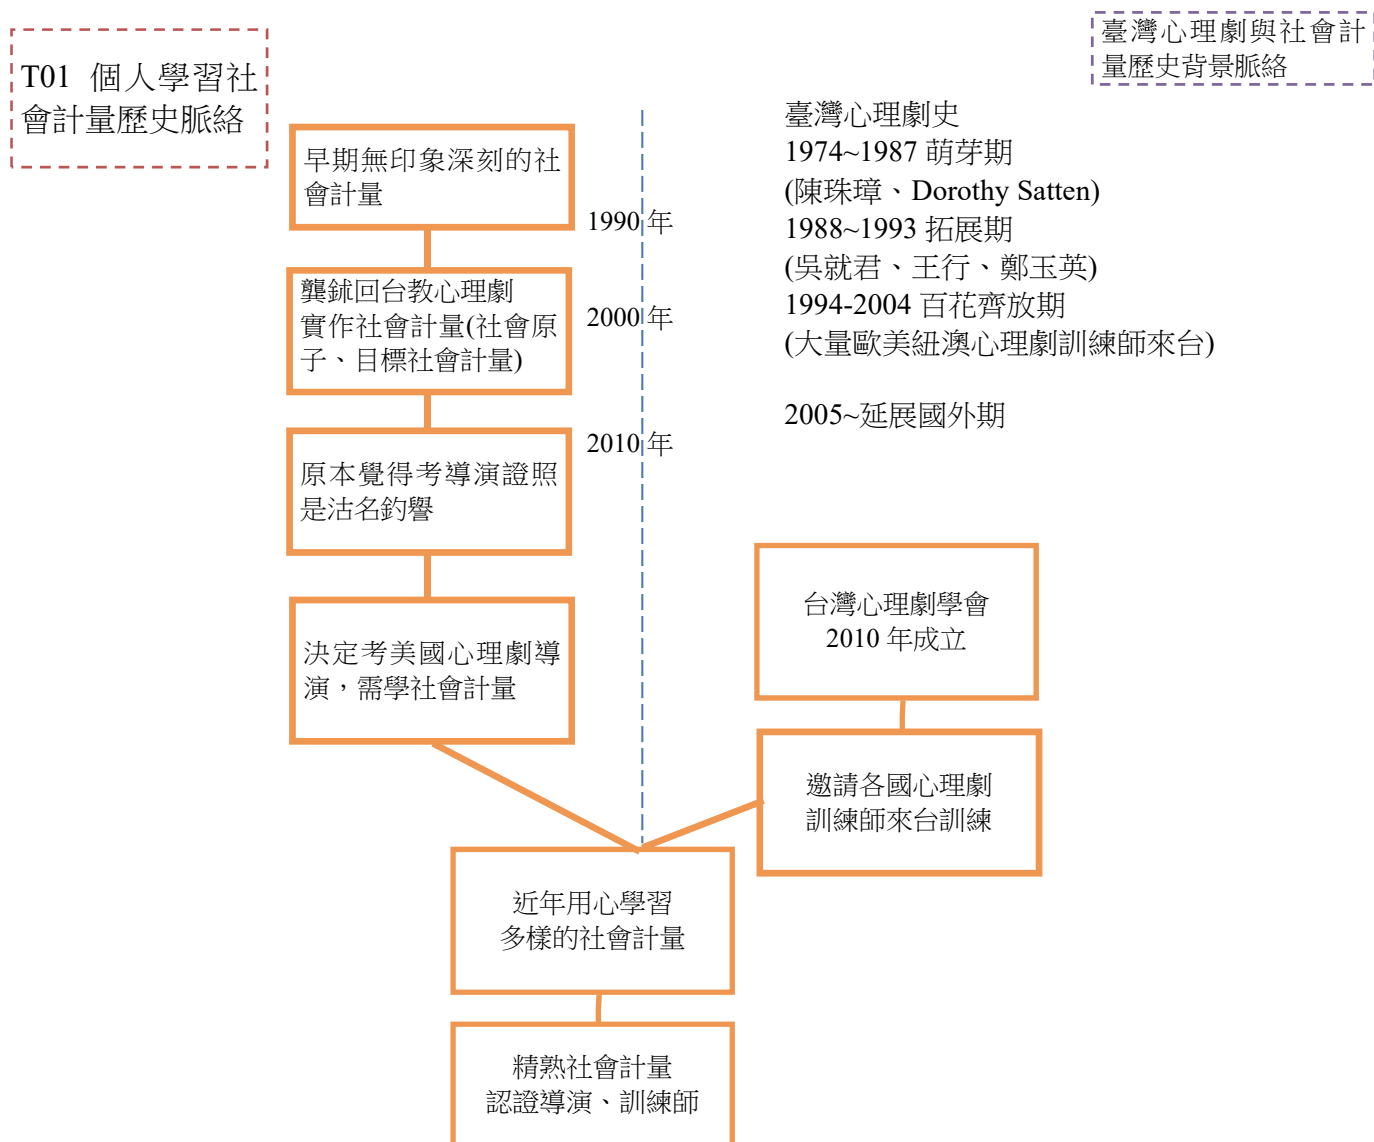 T01 個人學習社
會計量歷史脈絡
臺灣心理劇與社會計
量歷史背景脈絡
早期無印象深刻的社
會計量
龔鉥回台教心理劇
實作社會計量(社會原
子、目標社會計量)
原本覺得考導演證照
是沽名釣譽
決定考美國心理劇導
演，需學社會計量
1990 年
2000 年
2010 年
臺灣心理劇史
1974~1987 萌芽期
(陳珠璋、Dorothy Satten)
1988~1993 拓展期
(吳就君、王行、鄭玉英)
1994-2004 百花齊放期
(大量歐美紐澳心理劇訓練師來台)
2005~延展國外期
台灣心理劇學會
2010 年成立
邀請各國心理劇
訓練師來台訓練
近年用心學習
多樣的社會計量
精熟社會計量
認證導演、訓練師